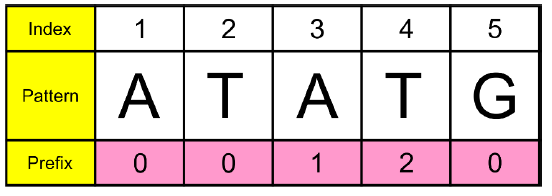 Index 1 2 3 4 5
Pattern A T A T G
Prefix 0 0 1 2 0